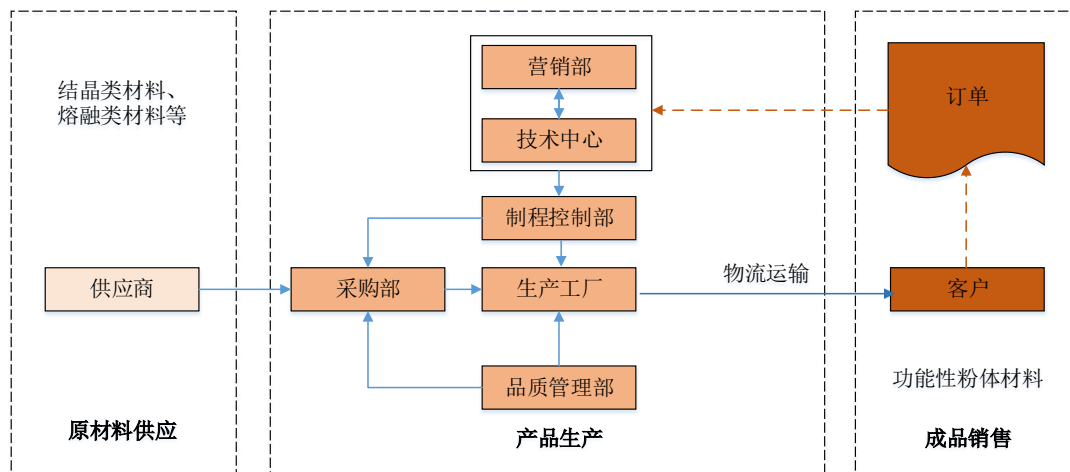 营销部
结晶类材料、
熔融类材料等
订单
技术中心
制程控制部
物流运输
供应商
采购部
生产工厂
客户
品质管理部
功能性粉体材料
原材料供应
产品生产
成品销售